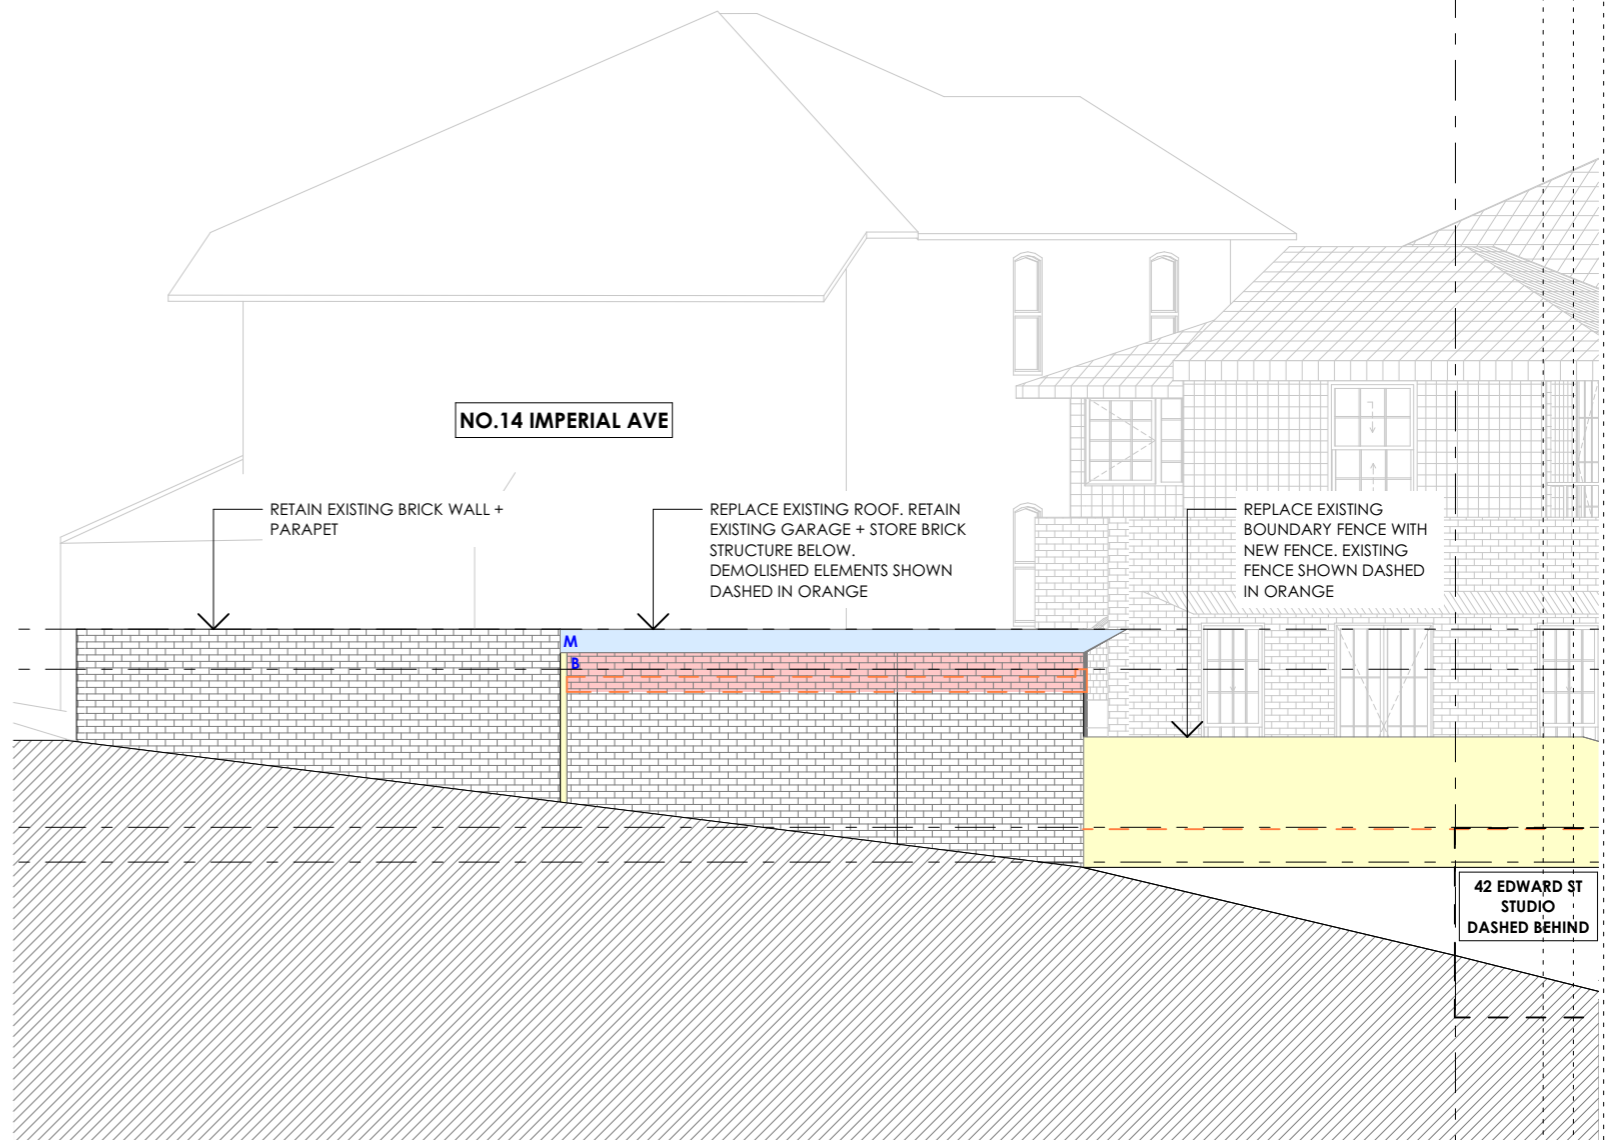 NO.14 IMPERIAL AVE
RETAIN EXISTING BRICK WALL +
PARAPET
REPLACE EXISTING ROOF. RETAIN
EXISTING GARAGE + STORE BRICK
STRUCTURE BELOW.
DEMOLISHED ELEMENTS SHOWN
DASHED IN ORANGE
REPLACE EXISTING
BOUNDARY FENCE WITH
NEW FENCE. EXISTING
FENCE SHOWN DASHED
IN ORANGE
M
B
42 EDWARD ST
STUDIO
DASHED BEHIND